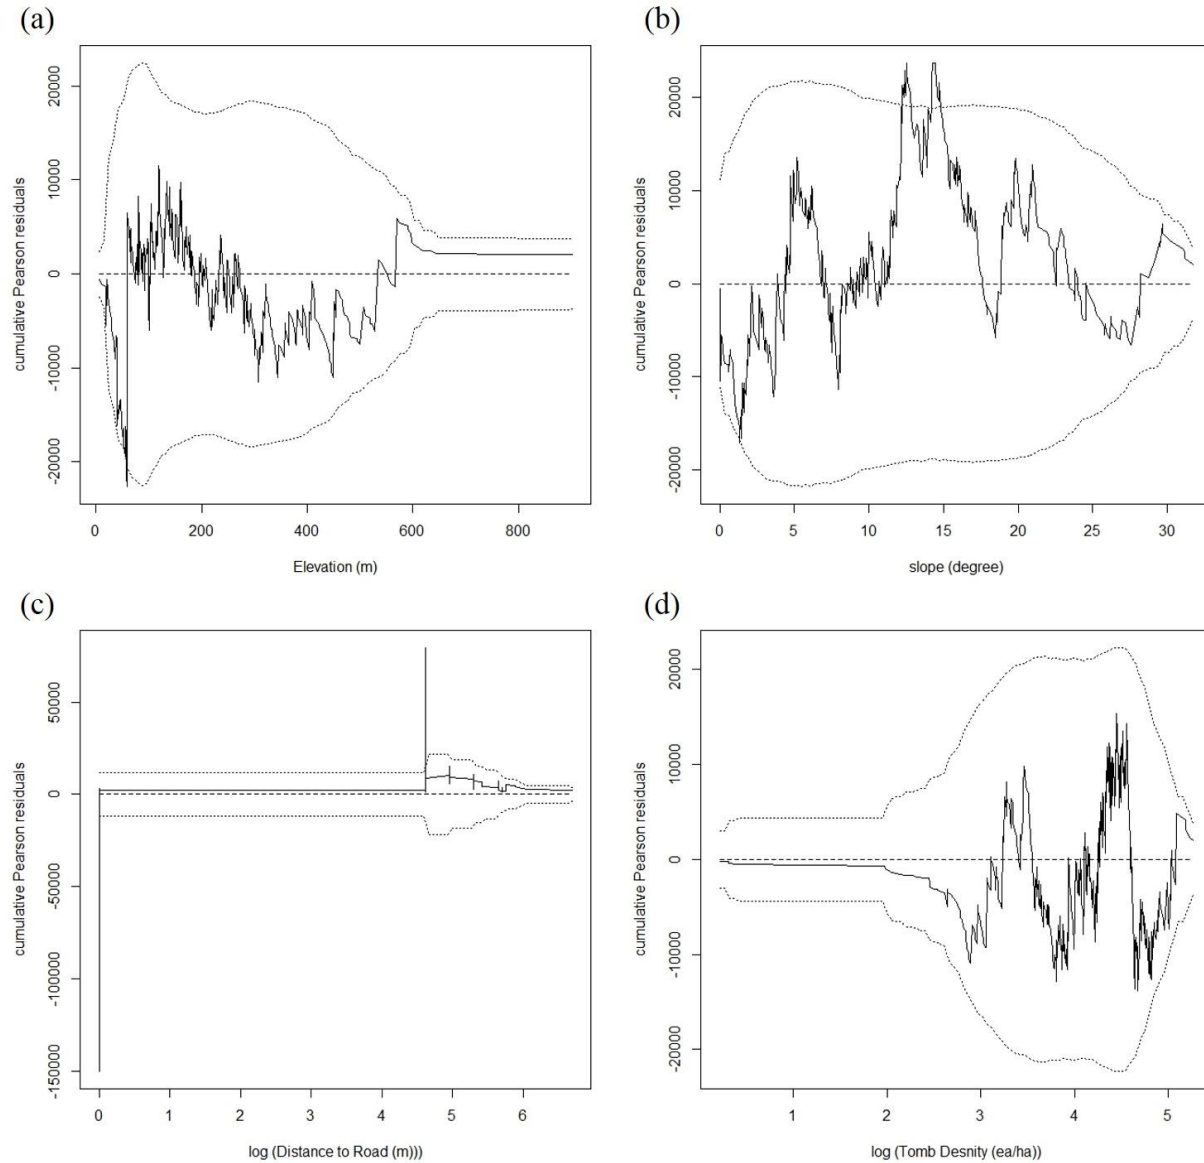 (a)
cumulative Pearson residuals
20000
10000
0
-10000
-20000
0 200 400 600 800
Elevation (m)
(b)
cumulative Pearson residuals
20000
10000
0
-10000
-20000
0 5 10 15 20 25 30
slope (degree)
(c)
cumulative Pearson residuals
50000
0
-50000
-100000
-150000
0 1 2 3 4 5 6
log (Distance to Road (m)))
(d)
cumulative Pearson residuals
20000
10000
0
-10000
-20000
1 2 3 4 5
log (Tomb Desnity (ea/ha))